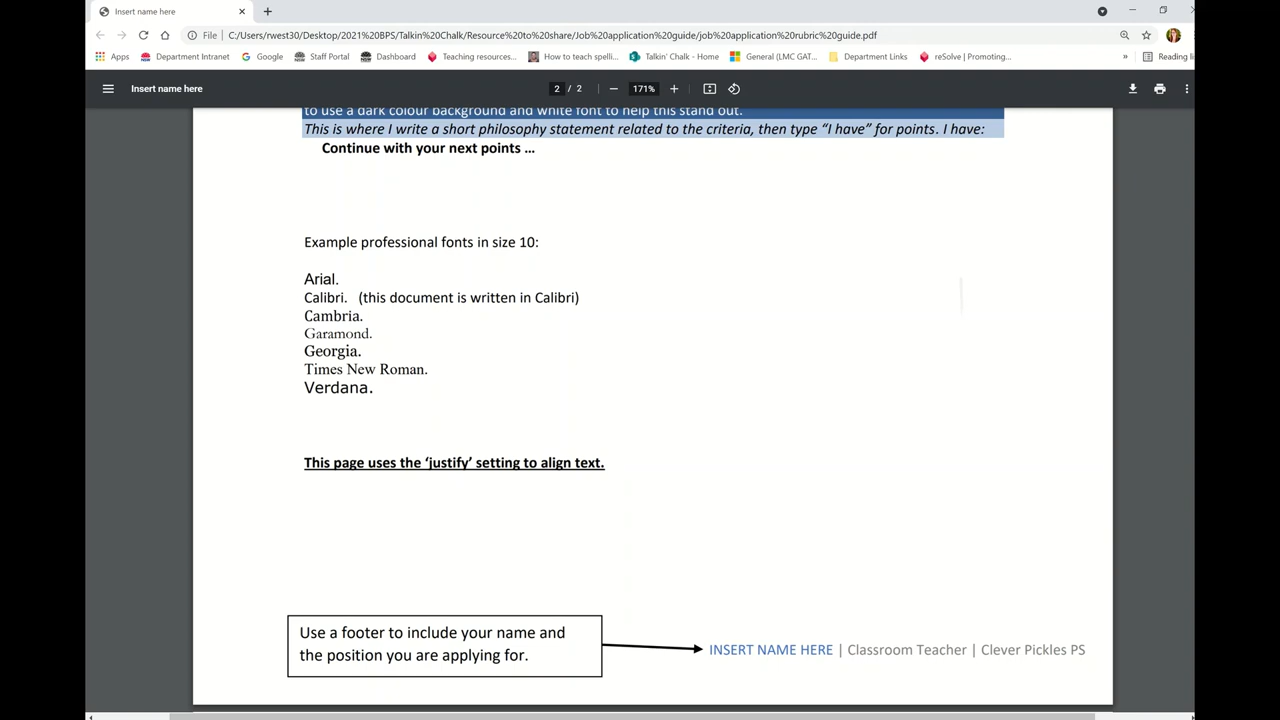 Insert name here
File | C:/Users/rwest30/Desktop/2021%20BPS/Talkin%20Chalk/Resource%20to%20share/Job%20application%20guide/job%20application%20rubric%20guide.pdf
Apps Department Intranet Google Staff Portal Dashboard Teaching resources... How to teach spelli... Talkin' Chalk - Home General (LMC GAT... Department Links reSolve | Promoting... » Reading li
Insert name here 2 / 2 171%
to use a dark colour background and white font to help this stand out.
This is where I write a short philosophy statement related to the criteria, then type “I have” for points. I have:
Continue with your next points ...
Example professional fonts in size 10:
Arial.
Calibri. (this document is written in Calibri)
Cambria.
Garamond.
Georgia.
Times New Roman.
Verdana.
This page uses the ‘justify’ setting to align text.
Use a footer to include your name and
the position you are applying for.
INSERT NAME HERE | Classroom Teacher | Clever Pickles PS